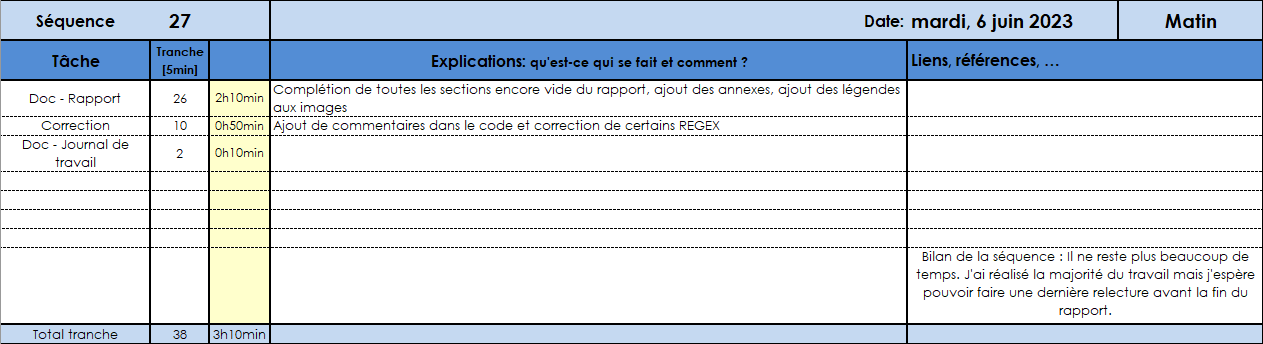 Séquence 27 Date: mardi, 6 juin 2023 Matin
Tâche Tranche [5min] Explications: qu'est-ce qui se fait et comment ? Liens, références, ...
Doc - Rapport 26 2h10min Complétion de toutes les sections encore vide du rapport, ajout des annexes, ajout des légendes
aux images
Correction 10 0h50min Ajout de commentaires dans le code et correction de certains REGEX
Doc - Journal de
travail 2 0h10min
Bilan de la séquence : Il ne reste plus beaucoup de
temps. J'ai réalisé la majorité du travail mais j'espère
pouvoir faire une dernière relecture avant la fin du
rapport.
Total tranche 38 3h10min